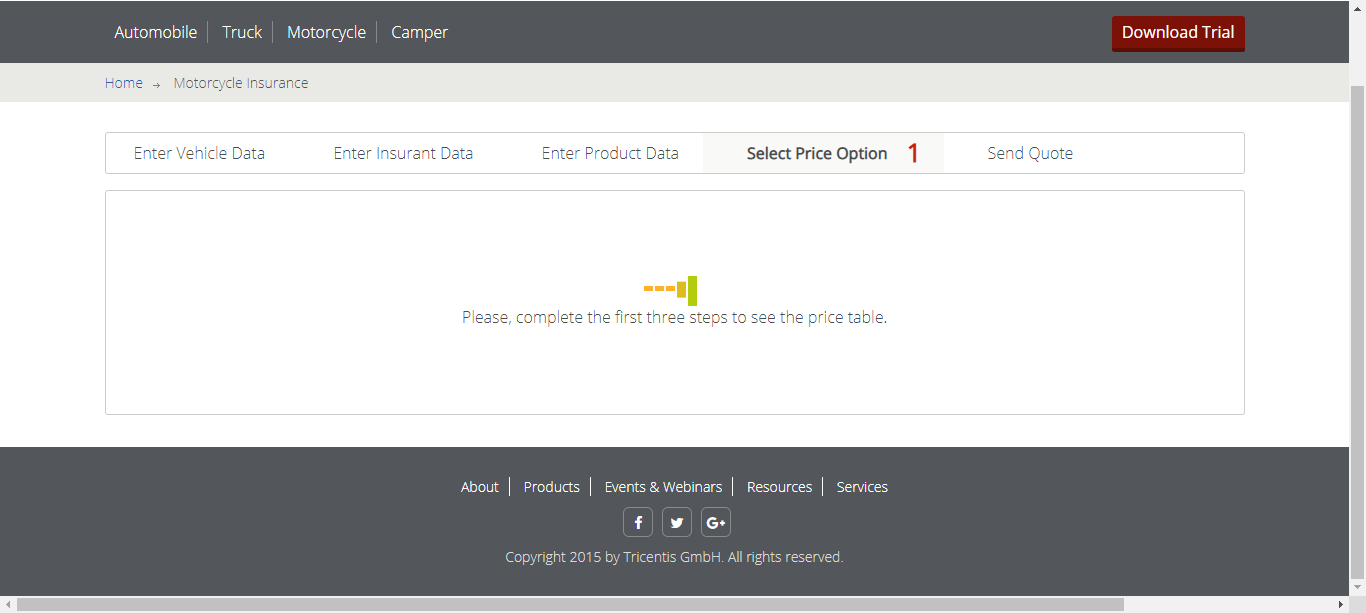 Automobile Truck Motorcycle Camper Download Trial
Home → Motorcycle Insurance
Enter Vehicle Data Enter Insurant Data Enter Product Data Select Price Option 1 Send Quote
Please, complete the first three steps to see the price table.
About Products Events & Webinars Resources Services
f G+
Copyright 2015 by Tricentis GmbH. All rights reserved.